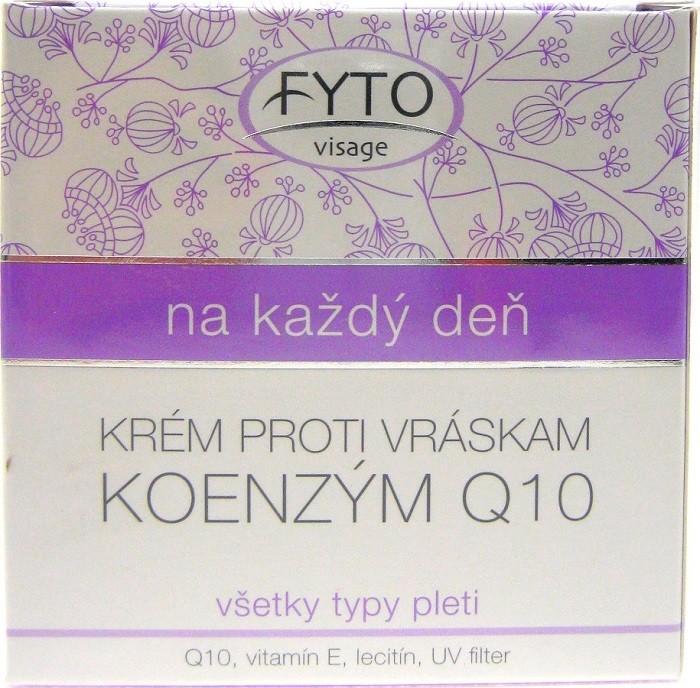 FYTO
visage
na každý deň
KRÉM PROTI VRÁSKAM
KOENZÝM Q10
všetky typy pleti
Q10, vitamín E, lecitín, UV filter